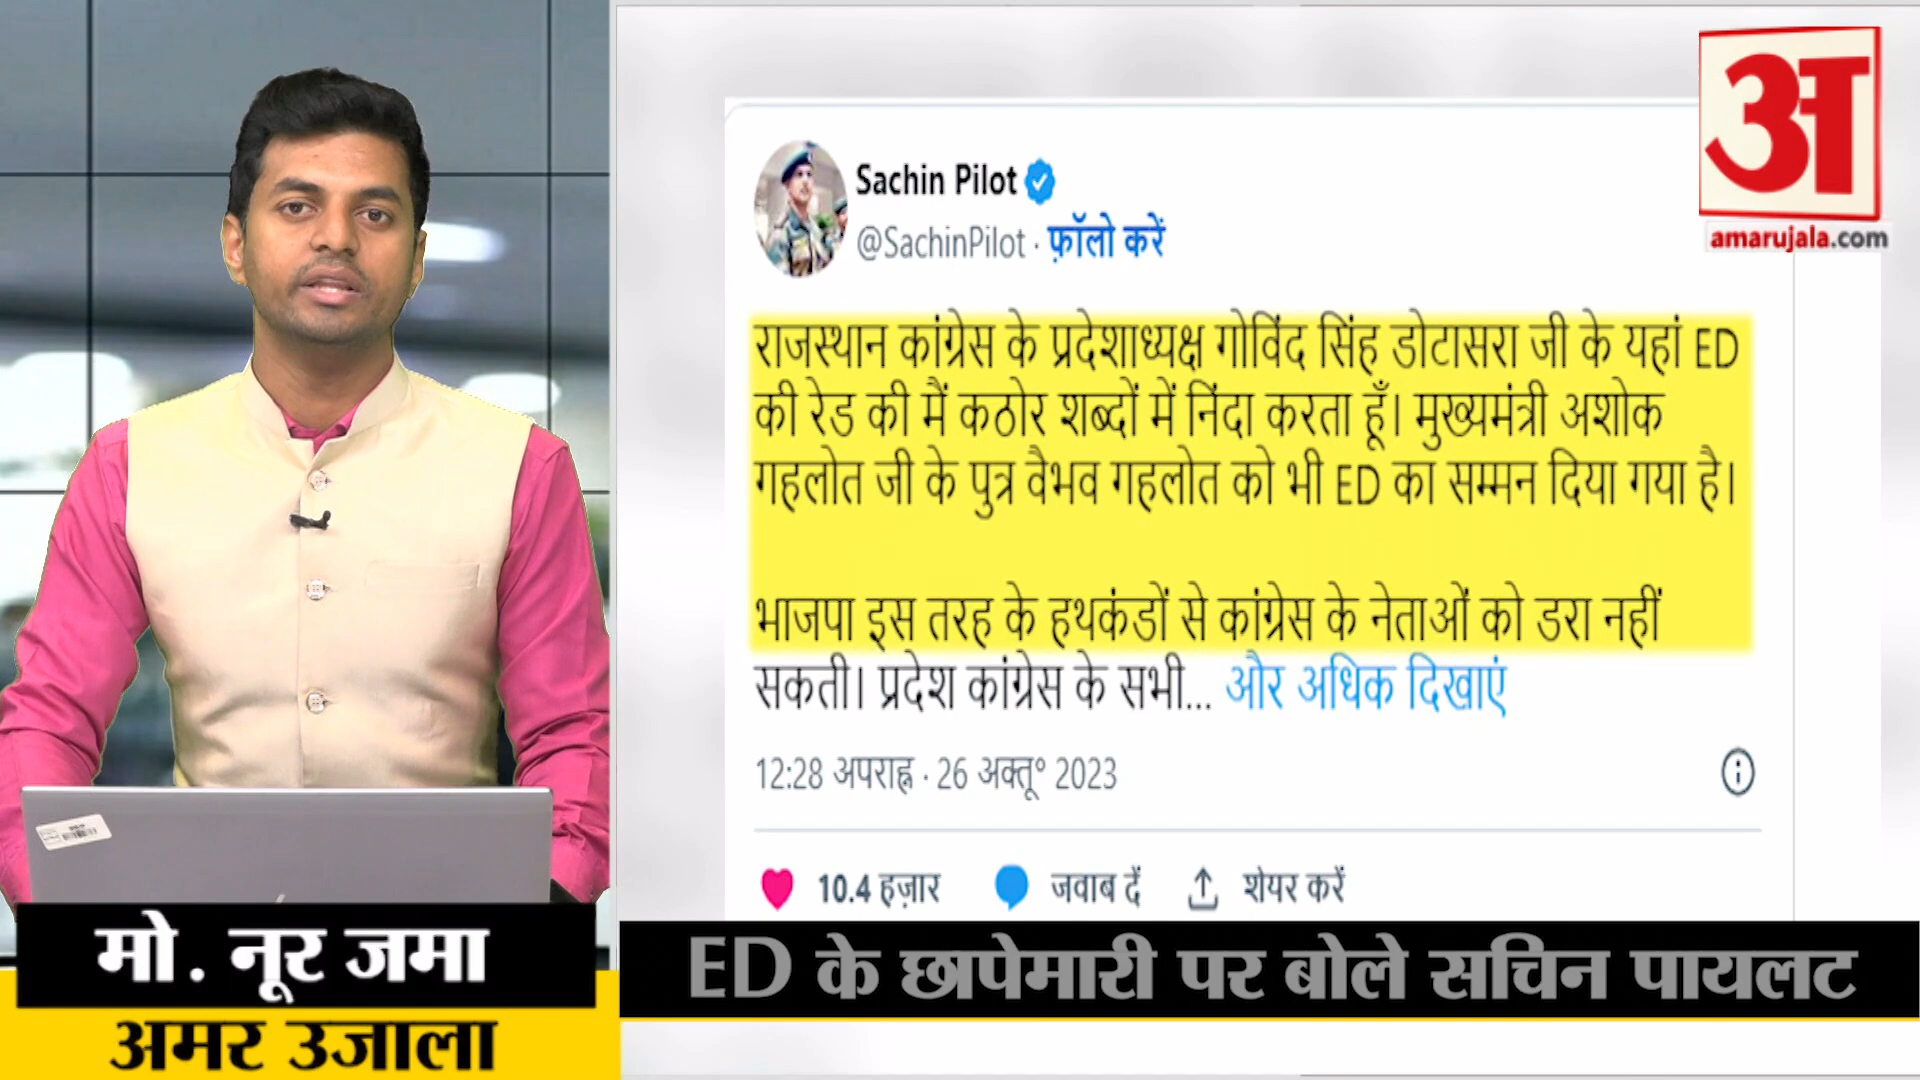 अ
amarujala.com
Sachin Pilot
@SachinPilot · फ़ॉलो करें
राजस्थान कांग्रेस के प्रदेशाध्यक्ष गोविंद सिंह डोटासरा जी के यहां ED
की रेड की मैं कठोर शब्दों में निंदा करता हूँ। मुख्यमंत्री अशोक
गहलोत जी के पुत्र वैभव गहलोत को भी ED का सम्मन दिया गया है।
भाजपा इस तरह के हथकंडों से कांग्रेस के नेताओं को डरा नहीं
सकती। प्रदेश कांग्रेस के सभी... और अधिक दिखाएं
12:28 अपराह्न · 26 अक्तू॰ 2023
10.4 हज़ार जवाब दें शेयर करें
मो. नूर जमा
अमर उजाला
ED के छापेमारी पर बोले सचिन पायलट